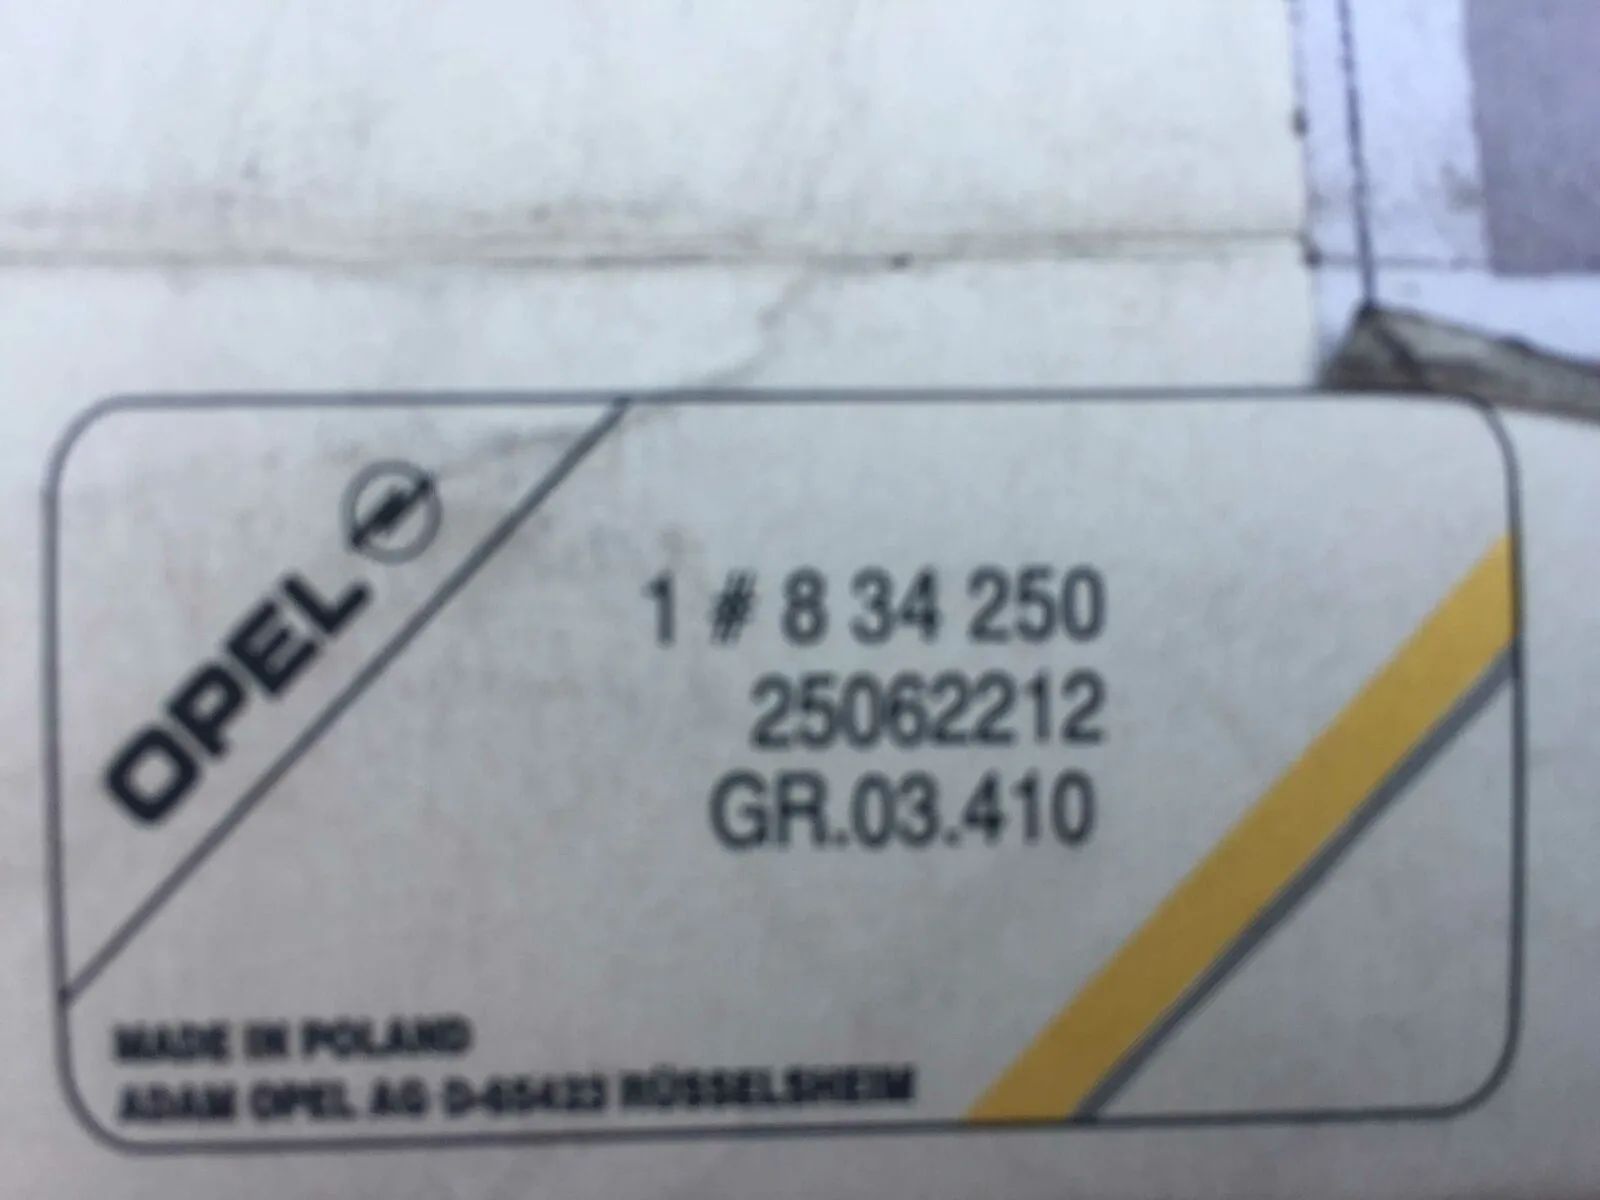 OPEL
1 # 8 34 250
25062212
GR.03.410
MADE IN POLAND
ADAM OPEL AG D-65423 RÜSSELSHEIM